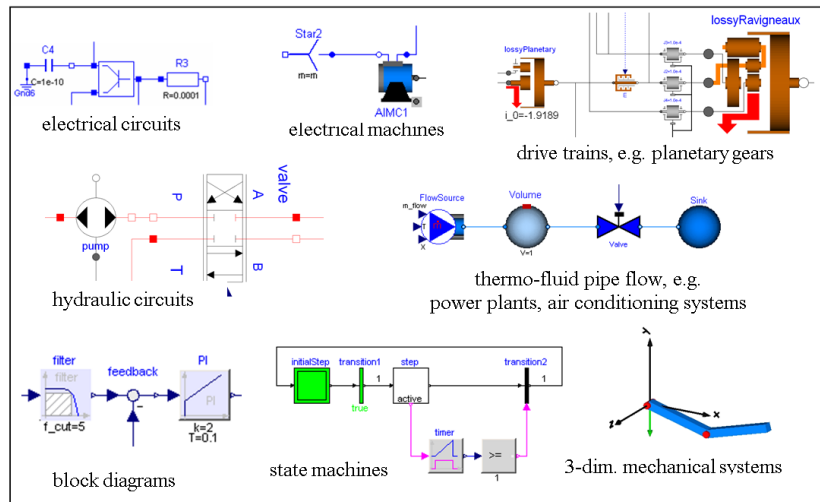 C4
C=1e-10
Gnd6
R3
R=0.0001
electrical circuits
Star2
m=m
AIMC1
electrical machines
lossyRavigneaux
lossyPlanetary
i_0=-1.9189
drive trains, e.g. planetary gears
valve
P
A
T
B
pump
hydraulic circuits
FlowSource
m_flow
T
X
Volume
V=1
Valve
Sink
thermo-fluid pipe flow, e.g.
power plants, air conditioning systems
filter
filter
f_cut=5
feedback
PI
PI
k=2
T=0.1
block diagrams
initialStep
transition1
1
true
step
active
transition2
1
timer
>=
1
state machines
y
x
z
3-dim. mechanical systems